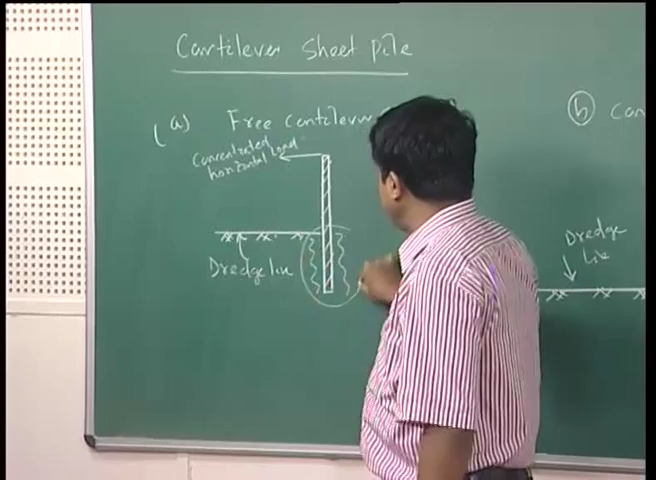 Cantilever Sheet pile
(a) Free Cantilever
Concentrated load
horizontal
Dredge line
(b) Can
Dredge
line